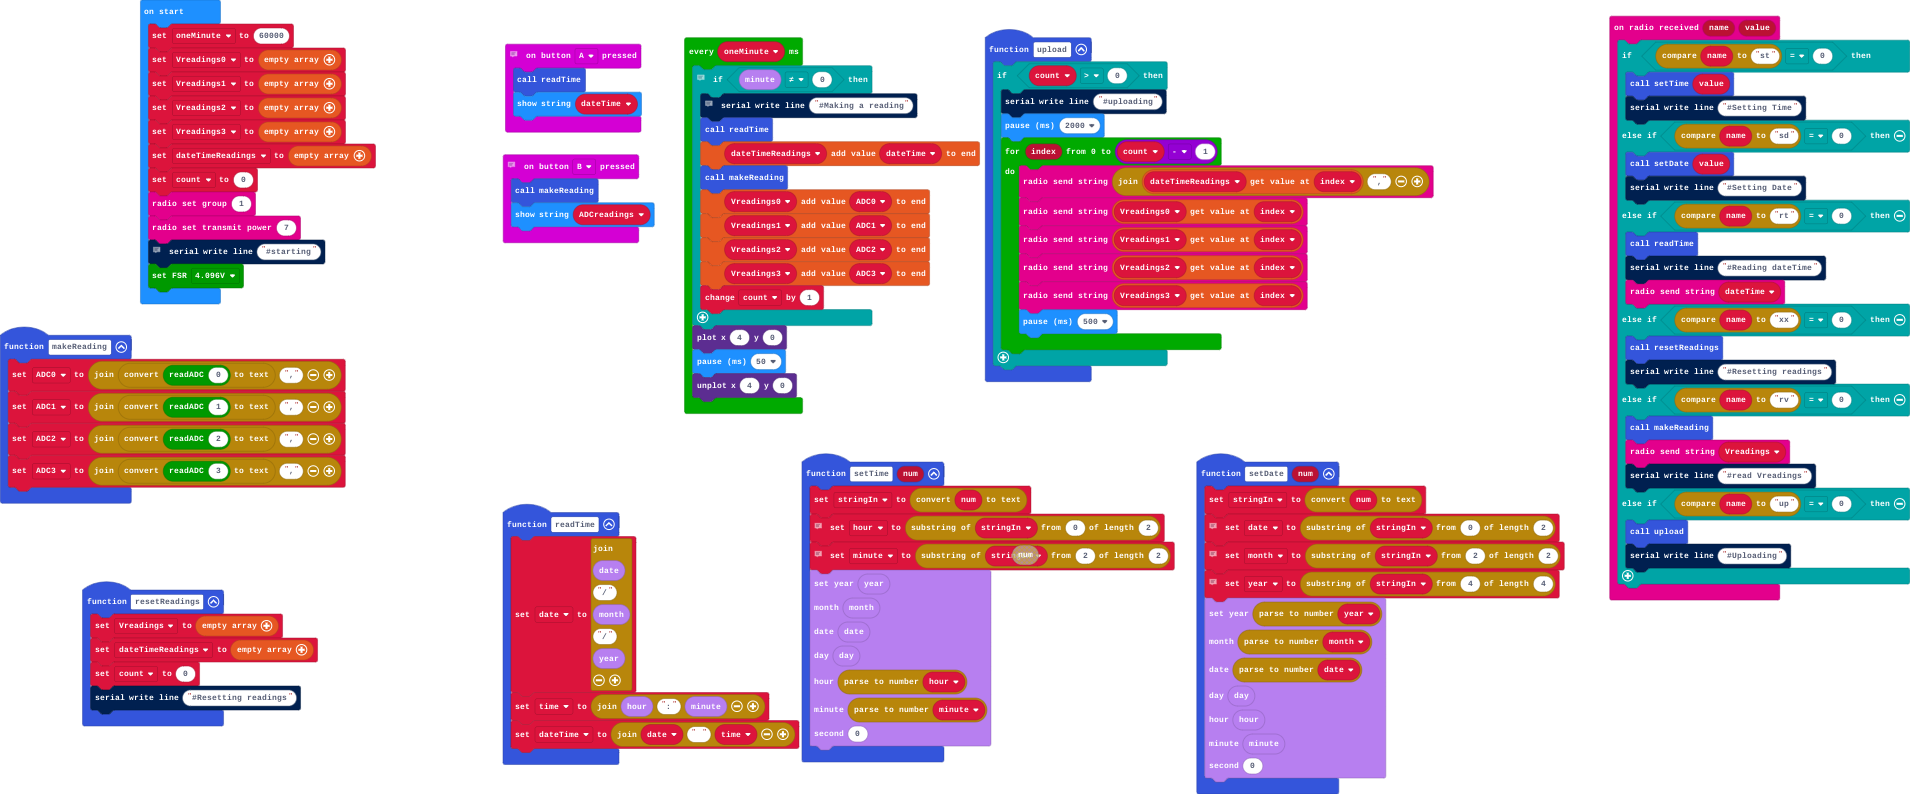 on start
set oneMinute to 60000
set Vreadings0 to empty array
set Vreadings1 to empty array
set Vreadings2 to empty array
set Vreadings3 to empty array
set dateTimeReadings to empty array
set count to 0
radio set group 1
radio set transmit power 7
serial write line "#starting"
set FSR 4.096V
function makeReading
set ADC0 to join convert readADC 0 to text ","
set ADC1 to join convert readADC 1 to text ","
set ADC2 to join convert readADC 2 to text ","
set ADC3 to join convert readADC 3 to text ","
function resetReadings
set Vreadings to empty array
set dateTimeReadings to empty array
set count to 0
serial write line "#Resetting readings"
on button A pressed
call readTime
show string dateTime
on button B pressed
call makeReading
show string ADCreadings
function readTime
set date to join date "/" month "/" year
set time to join hour ":" minute
set dateTime to join date " " time
every oneMinute ms
if minute ≠ 0 then
serial write line "#Making a reading"
call readTime
dateTimeReadings add value dateTime to end
call makeReading
Vreadings0 add value ADC0 to end
Vreadings1 add value ADC1 to end
Vreadings2 add value ADC2 to end
Vreadings3 add value ADC3 to end
change count by 1
plot x 4 y 0
pause (ms) 50
unplot x 4 y 0
function upload
if count > 0 then
serial write line "#uploading"
pause (ms) 2000
for index from 0 to count - 1
do
radio send string join dateTimeReadings get value at index ","
radio send string Vreadings0 get value at index
radio send string Vreadings1 get value at index
radio send string Vreadings2 get value at index
radio send string Vreadings3 get value at index
pause (ms) 500
function setTime num
set stringIn to convert num to text
set hour to substring of stringIn from 0 of length 2
set minute to substring of num from 2 of length 2
set year year
month month
date date
day day
hour parse to number hour
minute parse to number minute
second 0
function setDate num
set stringIn to convert num to text
set date to substring of stringIn from 0 of length 2
set month to substring of stringIn from 2 of length 2
set year to substring of stringIn from 4 of length 4
set year parse to number year
month parse to number month
date parse to number date
day day
hour hour
minute minute
second 0
on radio received name value
if compare name to "st" = 0 then
call setTime value
serial write line "#Setting Time"
else if compare name to "sd" = 0 then
call setDate value
serial write line "#Setting Date"
else if compare name to "rt" = 0 then
call readTime
serial write line "#Reading dateTime"
radio send string dateTime
else if compare name to "xx" = 0 then
call resetReadings
serial write line "#Resetting readings"
else if compare name to "rv" = 0 then
call makeReading
radio send string Vreadings
serial write line "#read Vreadings"
else if compare name to "up" = 0 then
call upload
serial write line "#Uploading"